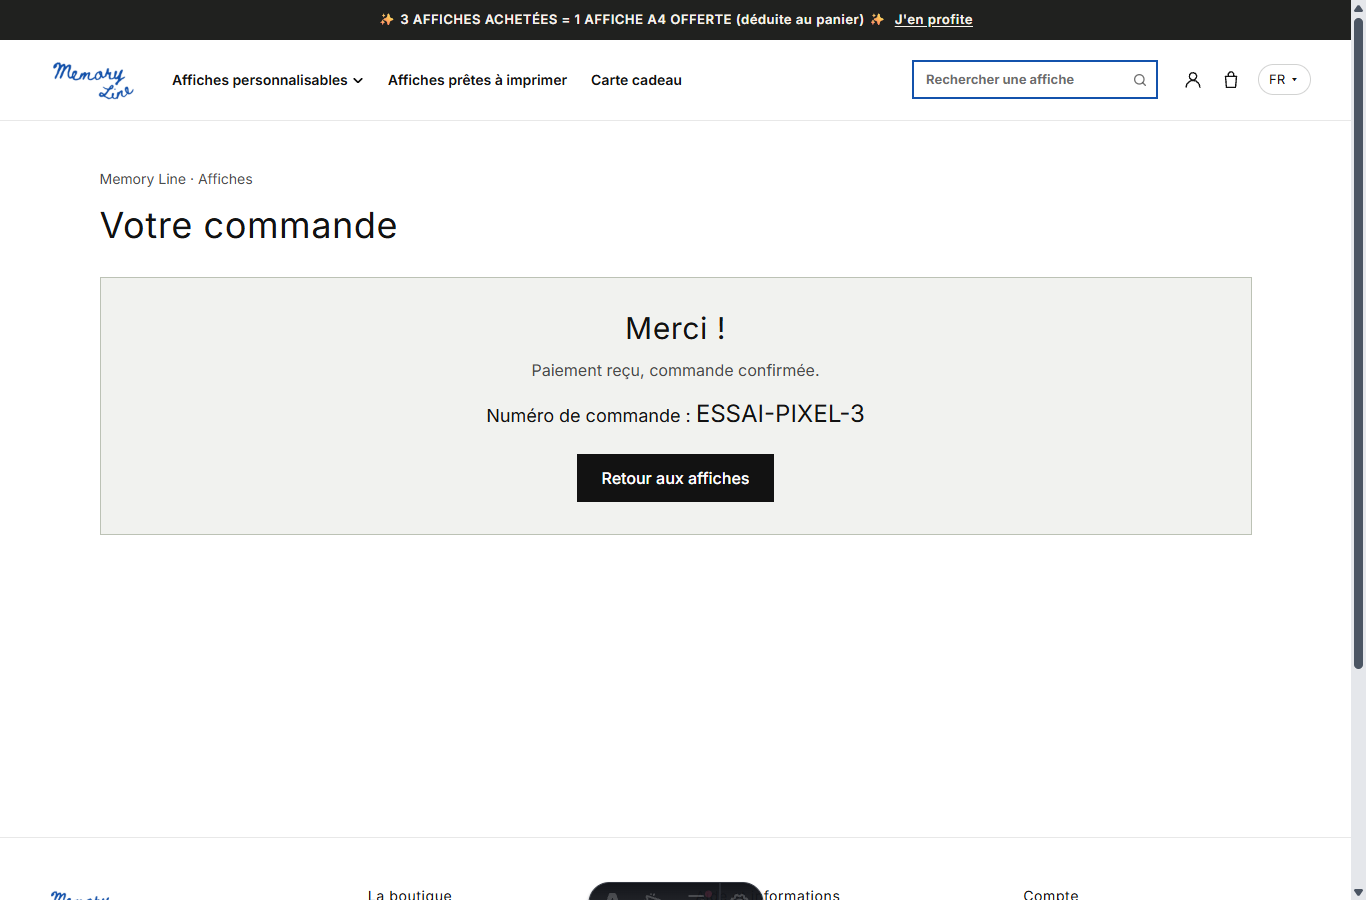 ✨ 3 AFFICHES ACHETÉES = 1 AFFICHE A4 OFFERTE (déduite au panier) ✨ J'en profite
Memory Line
Affiches personnalisables
Affiches prêtes à imprimer
Carte cadeau
Rechercher une affiche
FR
Memory Line · Affiches
Votre commande
Merci !
Paiement reçu, commande confirmée.
Numéro de commande : ESSAI-PIXEL-3
Retour aux affiches
Memory
La boutique
formations
Compte